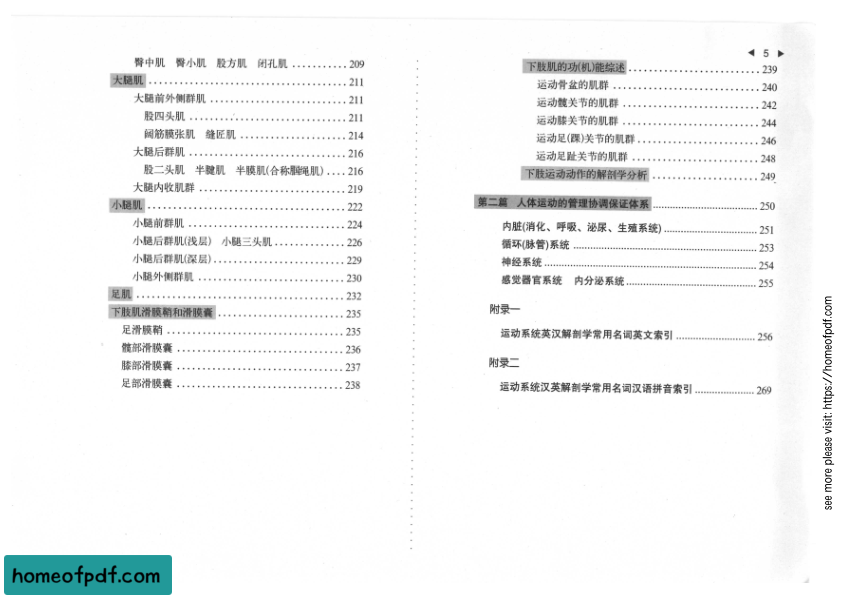 臀中肌 臀小肌 股方肌 闭孔肌 ........... 209
大腿肌 ........... 211
大腿前外侧群肌 ........... 211
股四头肌 ........... 211
阔筋膜张肌 缝匠肌 ........... 214
大腿后群肌 ........... 216
股二头肌 半腱肌 半膜肌(合称腘绳肌) .... 216
大腿内收肌群 ........... 219
小腿肌 ........... 222
小腿前群肌 ........... 224
小腿后群肌(浅层) 小腿三头肌 ........... 226
小腿后群肌(深层) ........... 229
小腿外侧群肌 ........... 230
足肌 ........... 232
下肢肌滑膜鞘和滑膜囊 ........... 235
足滑膜鞘 ........... 235
髋部滑膜囊 ........... 236
膝部滑膜囊 ........... 237
足部滑膜囊 ........... 238
◀ 5 ▶
下肢肌的功(机)能综述 ........... 239
运动骨盆的肌群 ........... 240
运动髋关节的肌群 ........... 242
运动膝关节的肌群 ........... 244
运动足(踝)关节的肌群 ........... 246
运动足趾关节的肌群 ........... 248
下肢运动动作的解剖学分析 ........... 249
第二篇 人体运动的管理协调保证体系 ........... 250
内脏(消化、呼吸、泌尿、生殖系统) ........... 251
循环(脉管)系统 ........... 253
神经系统 ........... 254
感觉器官系统 内分泌系统 ........... 255
附录一
运动系统英汉解剖学常用名词英文索引 ........... 256
附录二
运动系统汉英解剖学常用名词汉语拼音索引 ........... 269
see more please visit: https://homeofpdf.com
homeofpdf.com